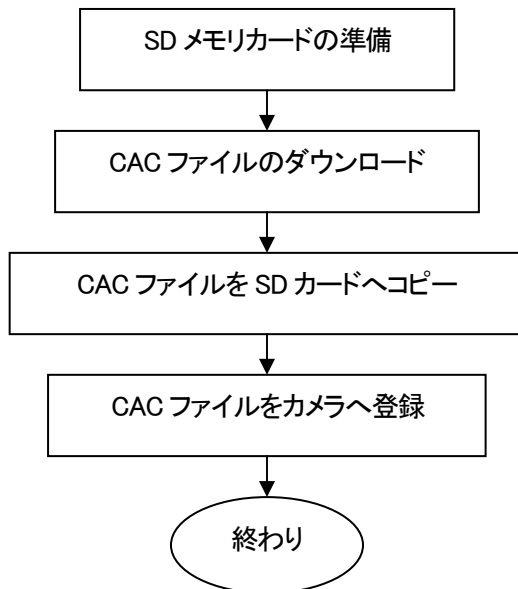 SD メモリカードの準備
CAC ファイルのダウンロード
CAC ファイルを SD カードへコピー
CAC ファイルをカメラへ登録
終わり